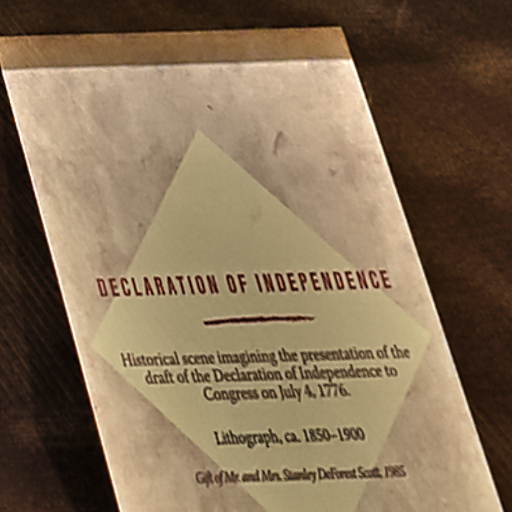 DECLARATION OF INDEPENDENCE
Historical scene imagining the presentation of the
draft of the Declaration of Independence to
Congress on July 4, 1776.
Lithograph, ca. 1850–1900
Gift of Mr. and Mrs. Stanley DeForest Scott, 1985